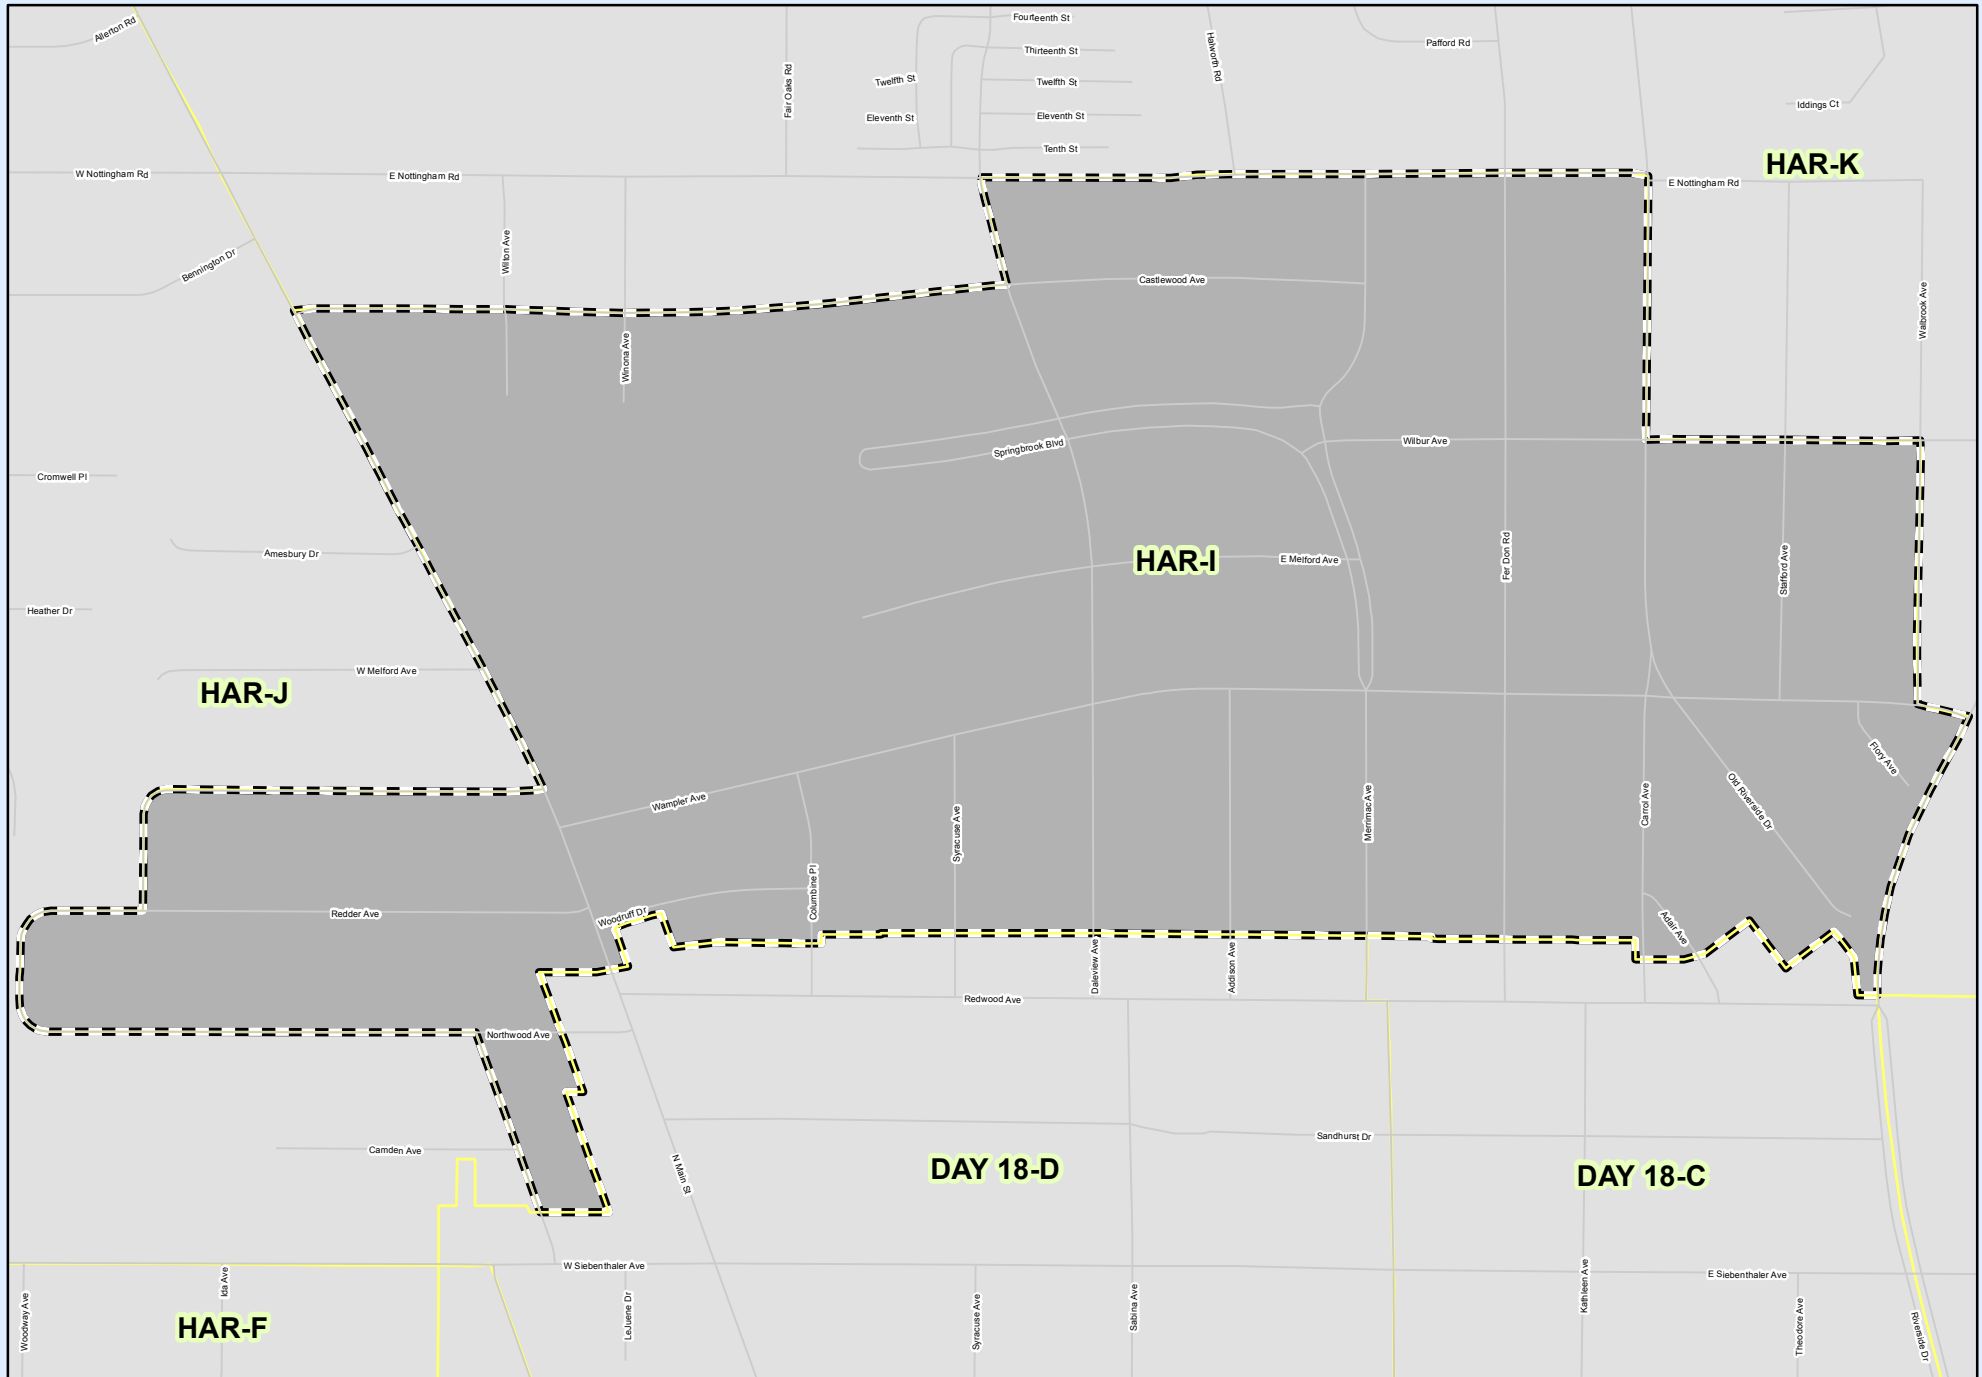 Allerton Rd
Fourteenth St
Thirteenth St
Twelfth St
Twelfth St
Eleventh St
Eleventh St
Tenth St
Fair Oaks Rd
Halworth Rd
Pafford Rd
Iddings Ct
HAR-K
W Nottingham Rd
E Nottingham Rd
E Nottingham Rd
Bennington Dr
Wilton Ave
Winona Ave
Castlewood Ave
Walbrook Ave
Springbrook Blvd
Wilbur Ave
Cromwell Pl
Amesbury Dr
HAR-I
E Melford Ave
Fer Don Rd
Stafford Ave
Heather Dr
W Melford Ave
HAR-J
Wampler Ave
Syracuse Ave
Merrimac Ave
Carrol Ave
Old Riverside Dr
Flory Ave
Columbine Pl
Redder Ave
Woodruff Dr
Adair Ave
Daleview Ave
Addison Ave
Redwood Ave
Northwood Ave
Camden Ave
N Main St
Sandhurst Dr
DAY 18-D
DAY 18-C
W Siebenthaler Ave
E Siebenthaler Ave
Woodway Ave
Ida Ave
LeJuene Dr
Syracuse Ave
Sabina Ave
Kathleen Ave
Theodore Ave
Riverside Dr
HAR-F